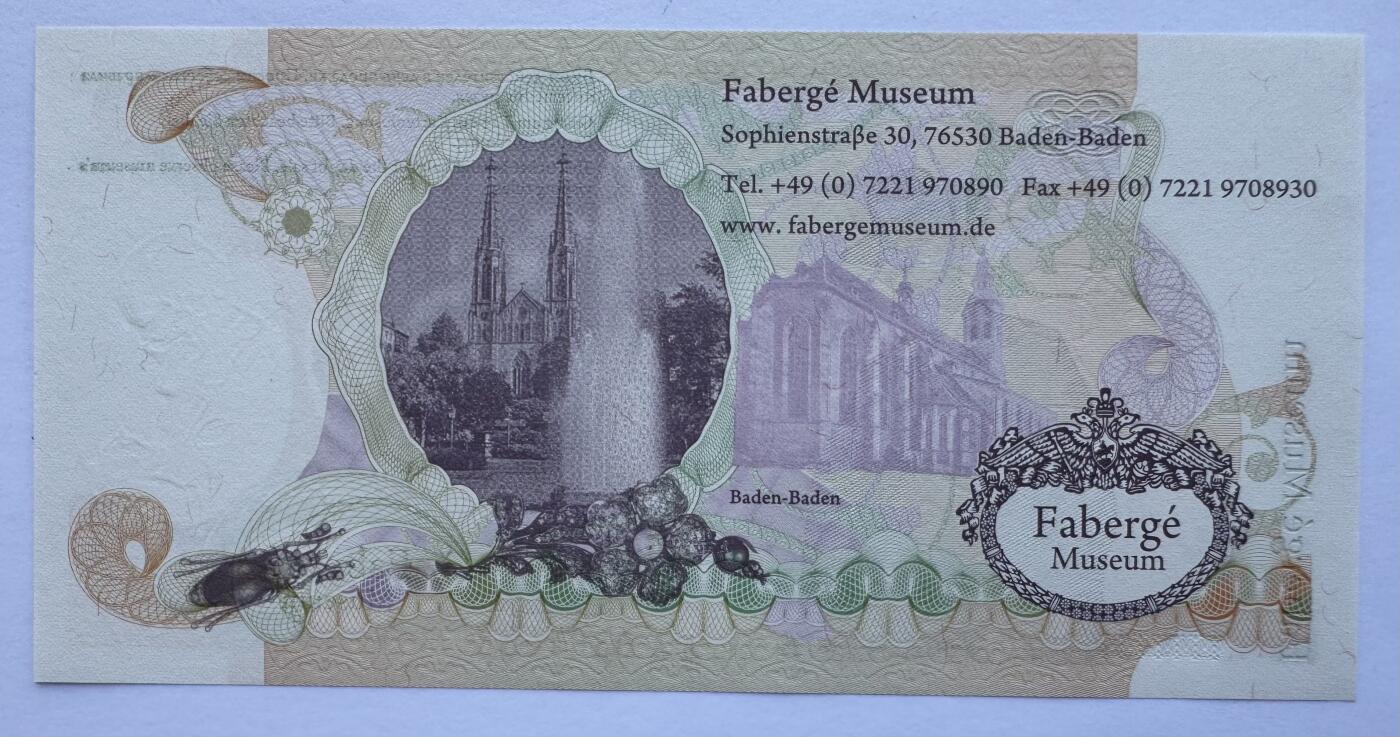 Fabergé Museum
Sophienstraße 30, 76530 Baden-Baden
Tel. +49 (0) 7221 970890 Fax +49 (0) 7221 9708930
www. fabergemuseum.de
Baden-Baden
Fabergé
Museum